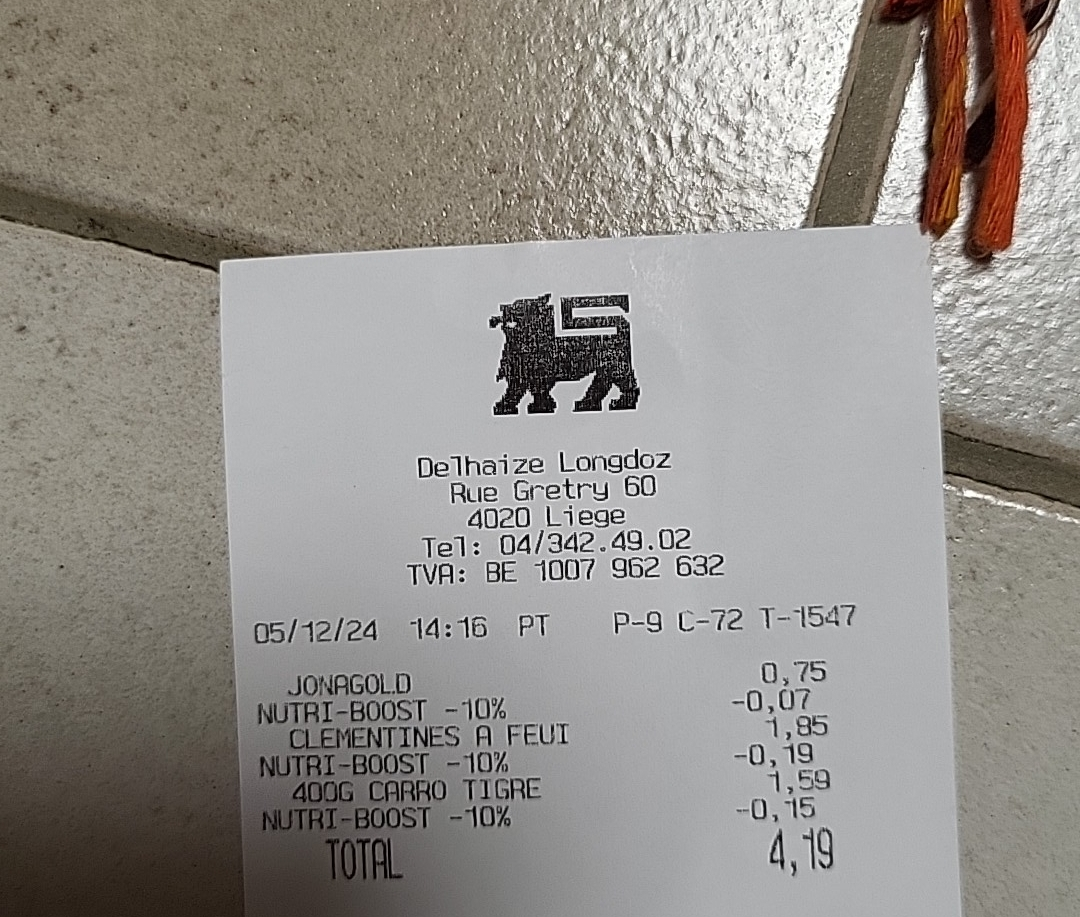 Delhaize Longdoz
Rue Gretry 60
4020 Liege
Tel: 04/342.49.02
TVA: BE 1007 962 632
05/12/24 14:16 PT P-9 C-72 T-1547
JONAGOLD 0,75
NUTRI-BOOST -10% -0,07
CLEMENTINES A FEUI 1,85
NUTRI-BOOST -10% -0,19
400G CARRO TIGRE 1,59
NUTRI-BOOST -10% -0,15
TOTAL 4,19